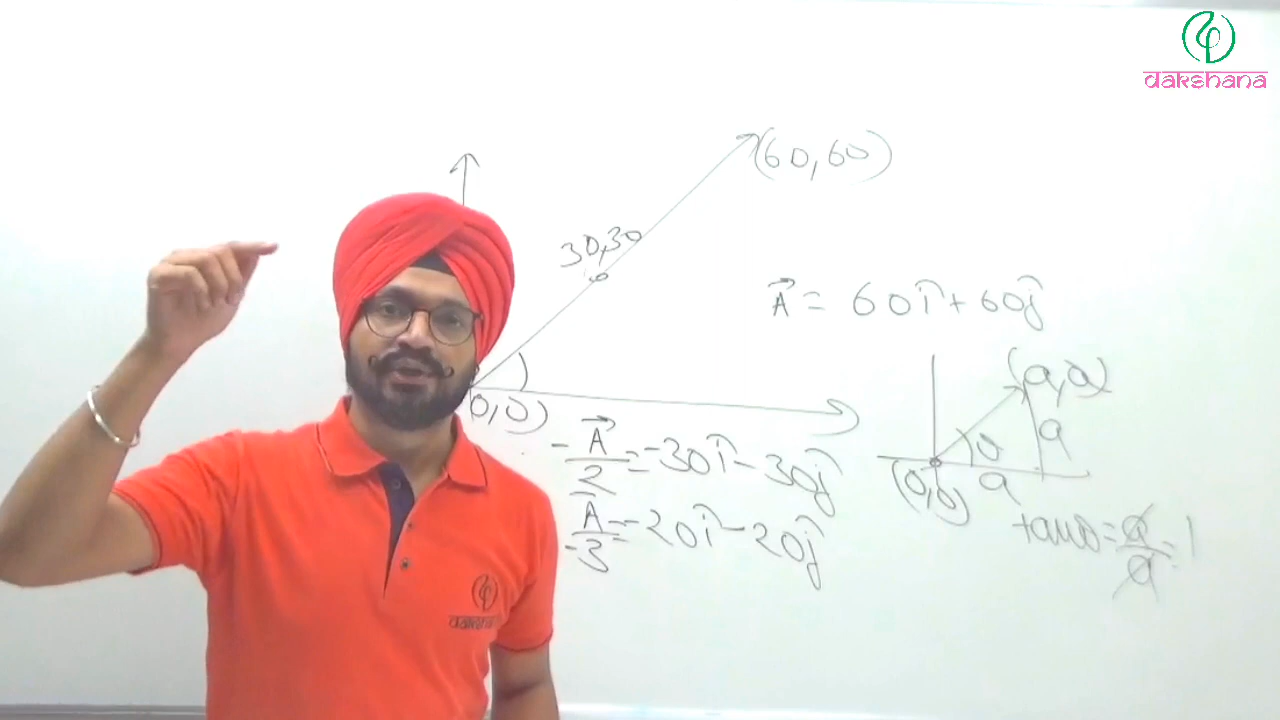 dakshana
(60,60)
30,30
A⃗ = 60î + 60ĵ
(0,0)
-A⃗/2 = -30î - 30ĵ
A⃗/-3 = -20î - 20ĵ
(a,a)
a
θ
(0,0)
a
tanθ = a/a = 1
dakshana